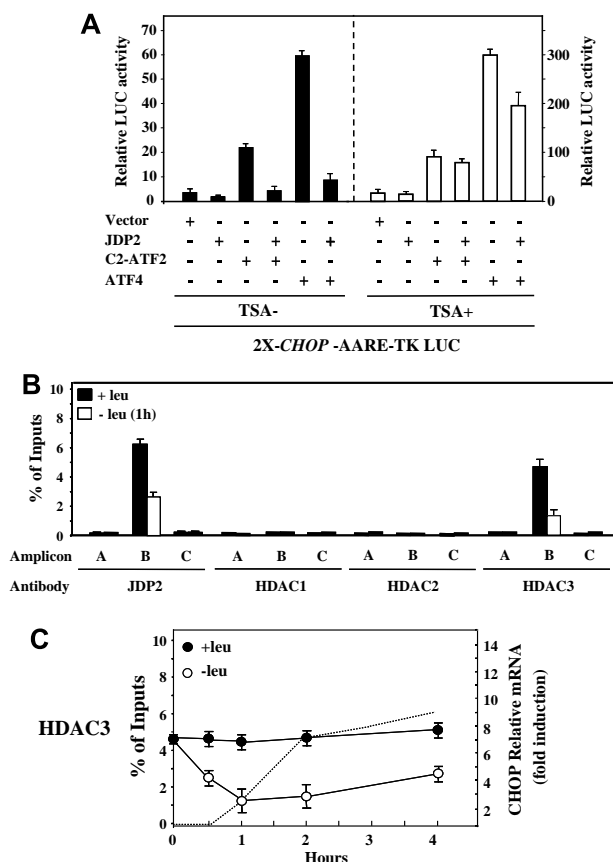 A
Relative LUC activity
70
60
50
40
30
20
10
0
300
200
100
0
Relative LUC activity
Vector + - - - - - + - - - - -
JDP2 - + - + - + - + - + - +
C2-ATF2 - - + + - - - - + + - -
ATF4 - - - - + + - - - - + +
TSA- TSA+
2X-CHOP -AARE-TK LUC
B
+ leu
- leu (1h)
% of Inputs
10
8
6
4
2
0
Amplicon A B C A B C A B C A B C
Antibody JDP2 HDAC1 HDAC2 HDAC3
C
+leu
-leu
HDAC3
% of Inputs
10
8
6
4
2
0
14
12
10
8
6
4
2
CHOP Relative mRNA
(fold induction)
0 1 2 3 4
Hours